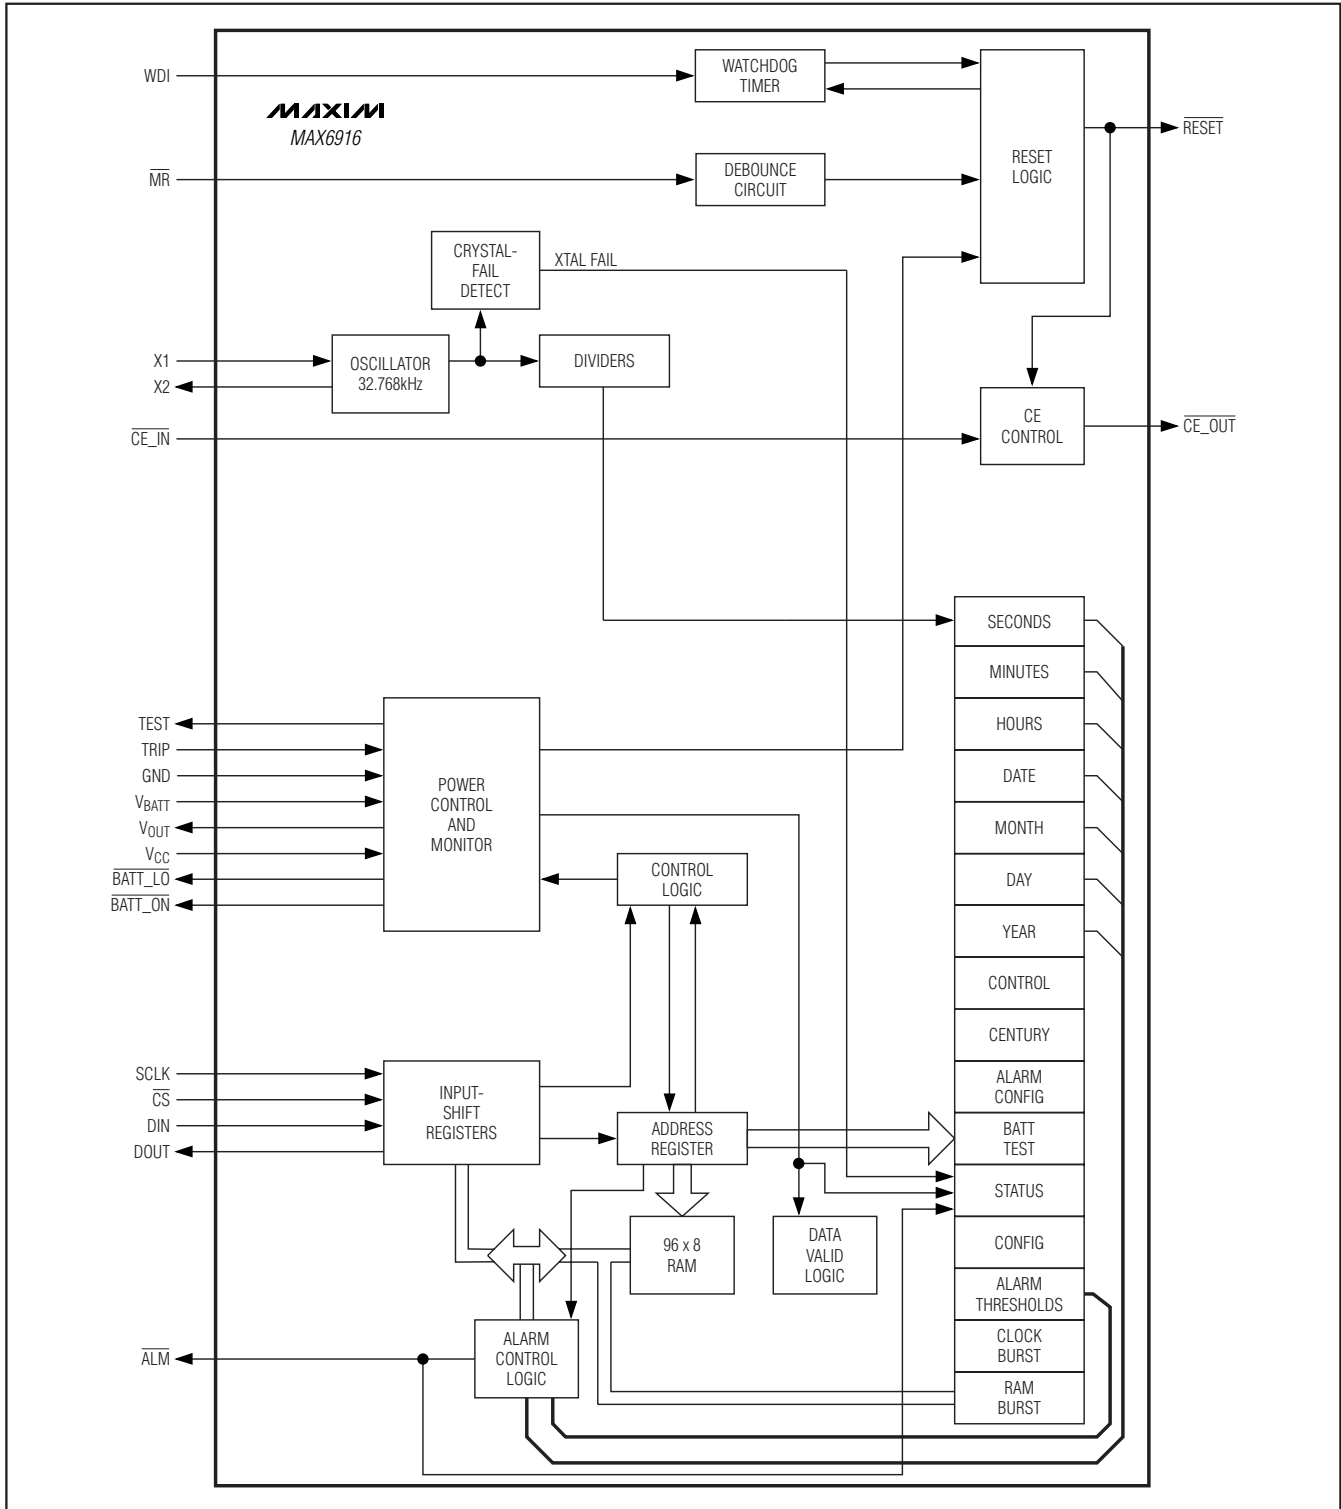 WDI
WATCHDOG
TIMER
MAXIM
MAX6916
RESET
RESET
LOGIC
MR
DEBOUNCE
CIRCUIT
CRYSTAL-
FAIL
DETECT
XTAL FAIL
X1
X2
OSCILLATOR
32.768kHz
DIVIDERS
CE_IN
CE
CONTROL
CE_OUT
SECONDS
MINUTES
HOURS
DATE
MONTH
DAY
YEAR
CONTROL
CENTURY
ALARM
CONFIG
BATT
TEST
STATUS
CONFIG
ALARM
THRESHOLDS
CLOCK
BURST
RAM
BURST
TEST
TRIP
GND
VBATT
VOUT
VCC
BATT_LO
BATT_ON
POWER
CONTROL
AND
MONITOR
CONTROL
LOGIC
SCLK
CS
DIN
DOUT
INPUT-
SHIFT
REGISTERS
ADDRESS
REGISTER
96 x 8
RAM
DATA
VALID
LOGIC
ALM
ALARM
CONTROL
LOGIC